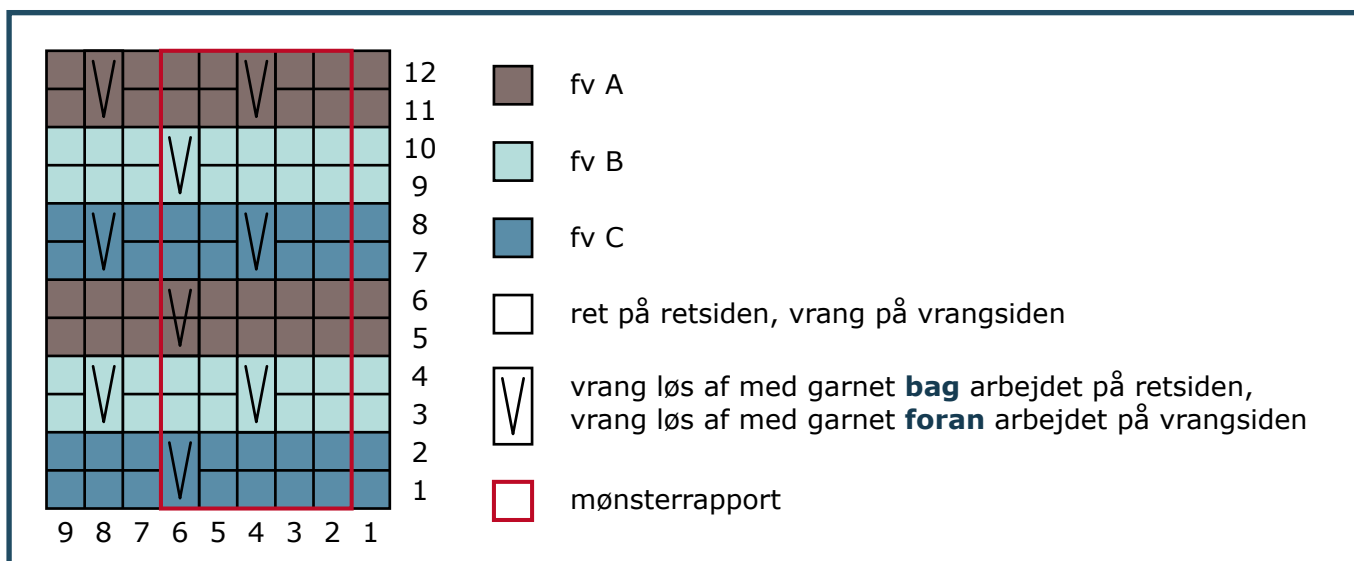 12
11
10
9
8
7
6
5
4
3
2
1
9 8 7 6 5 4 3 2 1
fv A
fv B
fv C
ret på retsiden, vrang på vrangsiden
vrang løs af med garnet bag arbejdet på retsiden,
vrang løs af med garnet foran arbejdet på vrangsiden
mønsterrapport